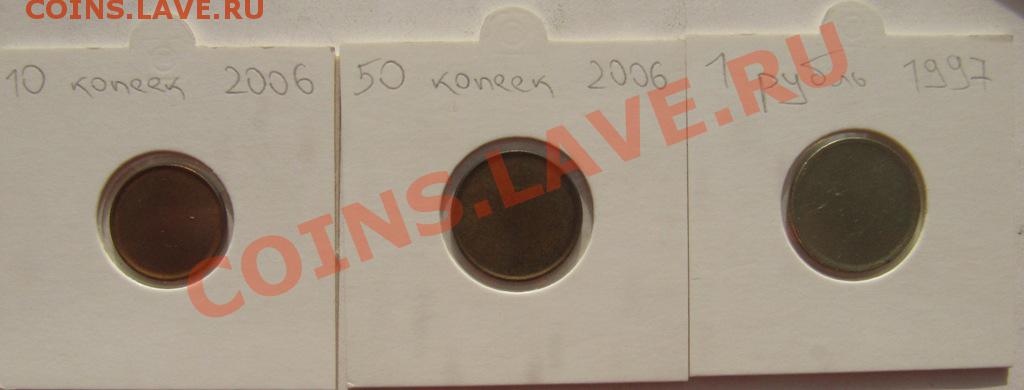 COINS.LAVE.RU
10 копеек 2006
50 копеек 2006
1 рубль 1997
COINS.LAVE.RU